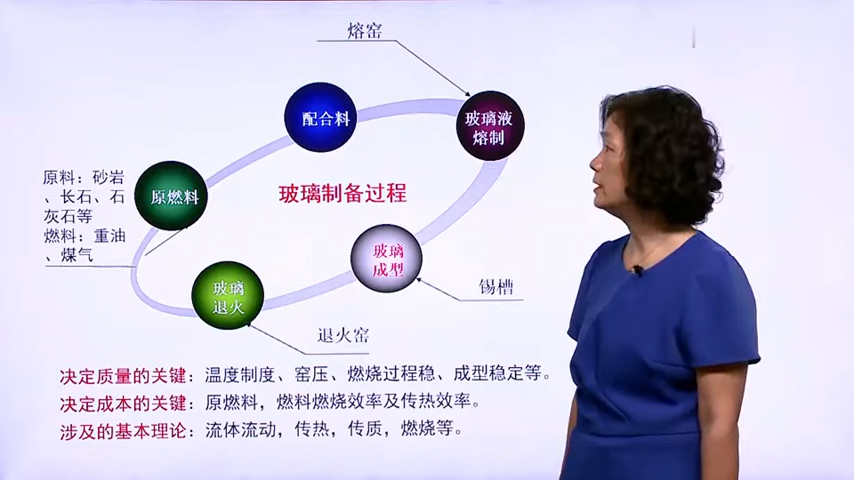 熔窑
配合料
玻璃液
熔制
原料：砂岩
、长石、石
灰石等
燃料：重油
、煤气
原燃料
玻璃制备过程
玻璃
成型
锡槽
玻璃
退火
退火窑
决定质量的关键：温度制度、窑压、燃烧过程稳、成型稳定等。
决定成本的关键：原燃料，燃料燃烧效率及传热效率。
涉及的基本理论：流体流动，传热，传质，燃烧等。